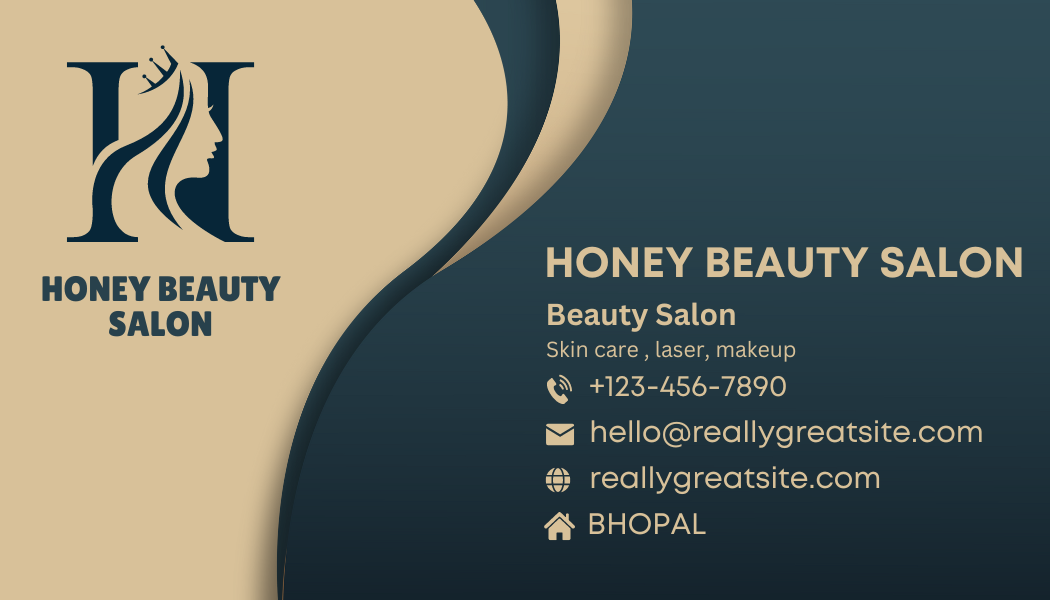 HONEY BEAUTY
SALON
HONEY BEAUTY SALON
Beauty Salon
Skin care , laser, makeup
+123-456-7890
hello@reallygreatsite.com
reallygreatsite.com
BHOPAL